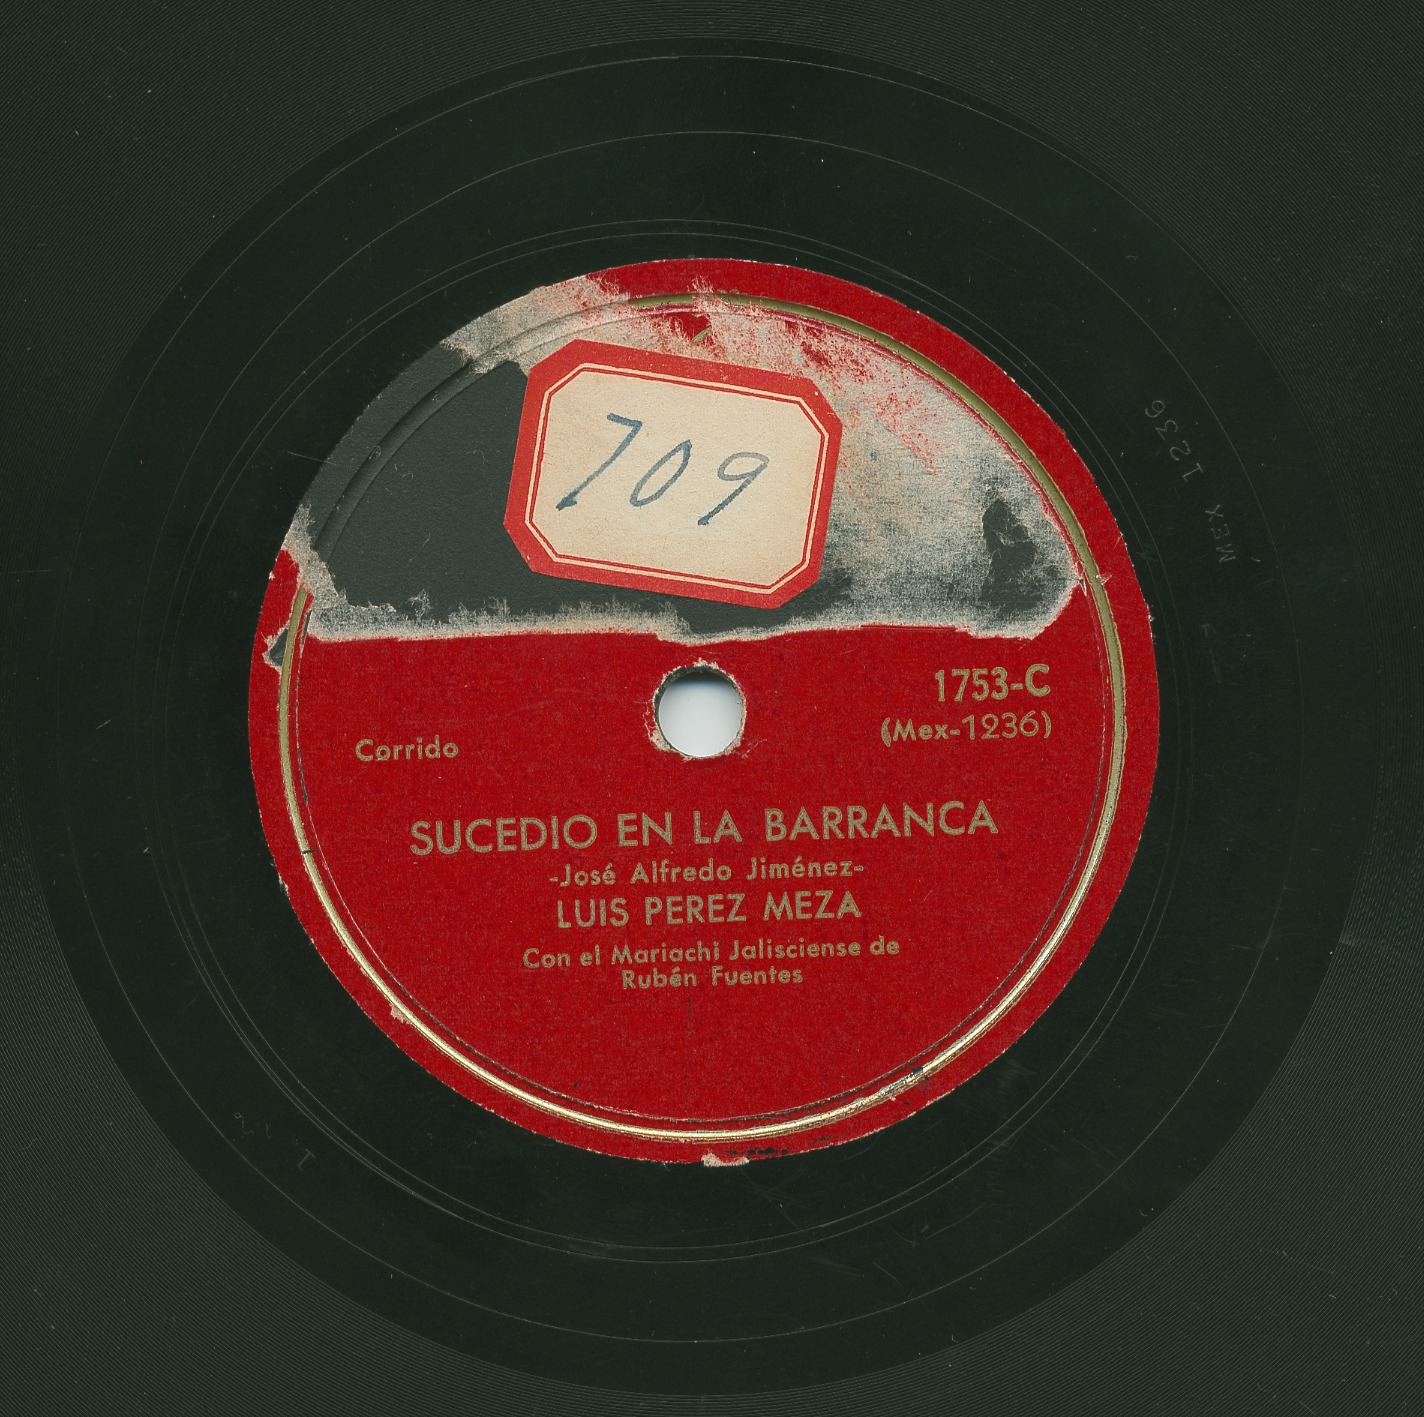 709
1753-C
(Mex-1236)
Corrido
SUCEDIO EN LA BARRANCA
-José Alfredo Jiménez-
LUIS PEREZ MEZA
Con el Mariachi Jalisciense de
Rubén Fuentes
MEX 1236